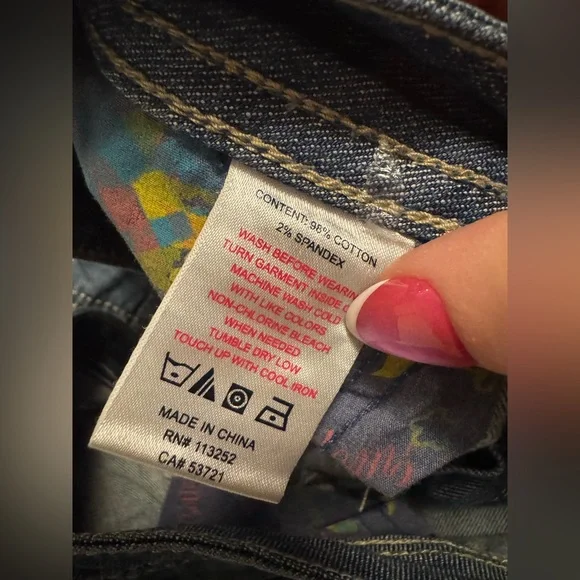 CONTENT: 98% COTTON
2% SPANDEX
WASH BEFORE
TURN GARMENT INSIDE
MACHINE WASH COLD
WITH LIKE COLORS
NON-CHLORINE BLEACH
WHEN NEEDED
TUMBLE DRY LOW
TOUCH UP WITH COOL IRON
MADE IN CHINA
RN# 113252
CA# 53721